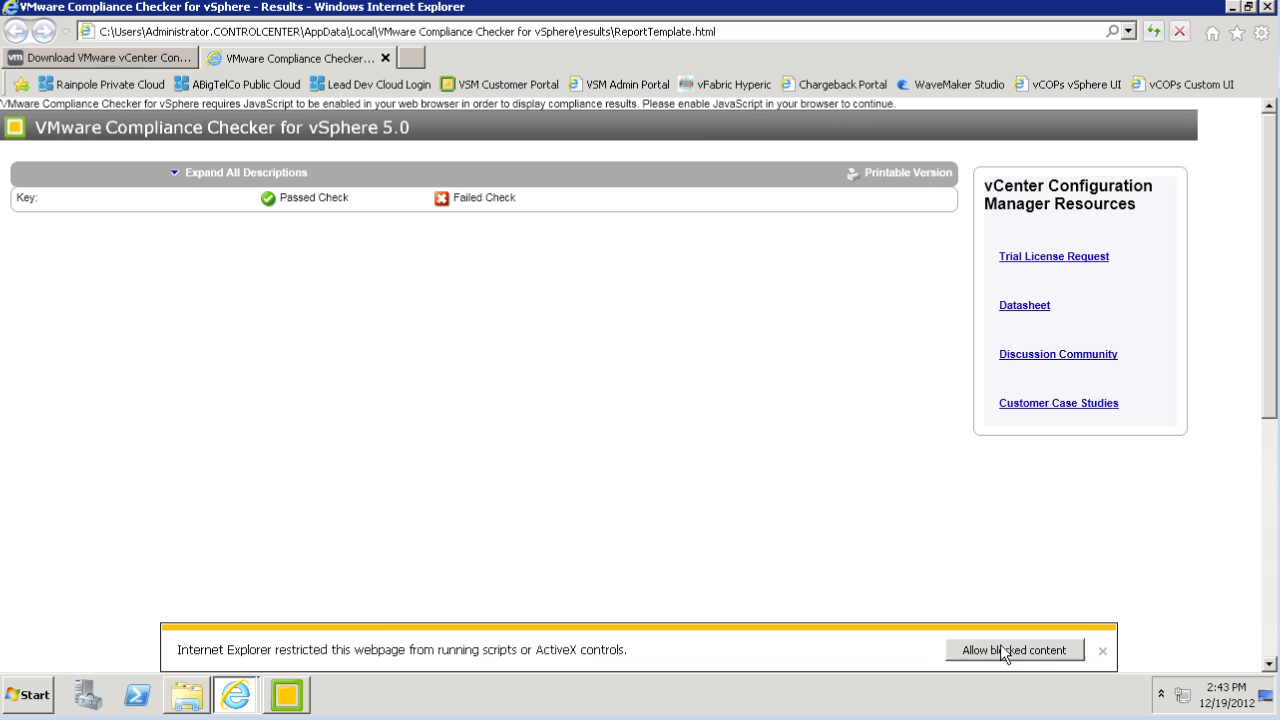 VMware Compliance Checker for vSphere - Results - Windows Internet Explorer
C:\Users\Administrator.CONTROLCENTER\AppData\Local\VMware Compliance Checker for vSphere\results\ReportTemplate.html
vm Download VMware vCenter Con... VMware Compliance Checker...
Rainpole Private Cloud ABigTelCo Public Cloud Lead Dev Cloud Login VSM Customer Portal VSM Admin Portal vFabric Hyperic Chargeback Portal WaveMaker Studio vCOPs vSphere UI vCOPs Custom UI
VMware Compliance Checker for vSphere requires JavaScript to be enabled in your web browser in order to display compliance results. Please enable JavaScript in your browser to continue.
VMware Compliance Checker for vSphere 5.0
Expand All Descriptions Printable Version
Key: Passed Check Failed Check
vCenter Configuration
Manager Resources
Trial License Request
Datasheet
Discussion Community
Customer Case Studies
Internet Explorer restricted this webpage from running scripts or ActiveX controls. Allow blocked content
Start 2:43 PM
12/19/2012